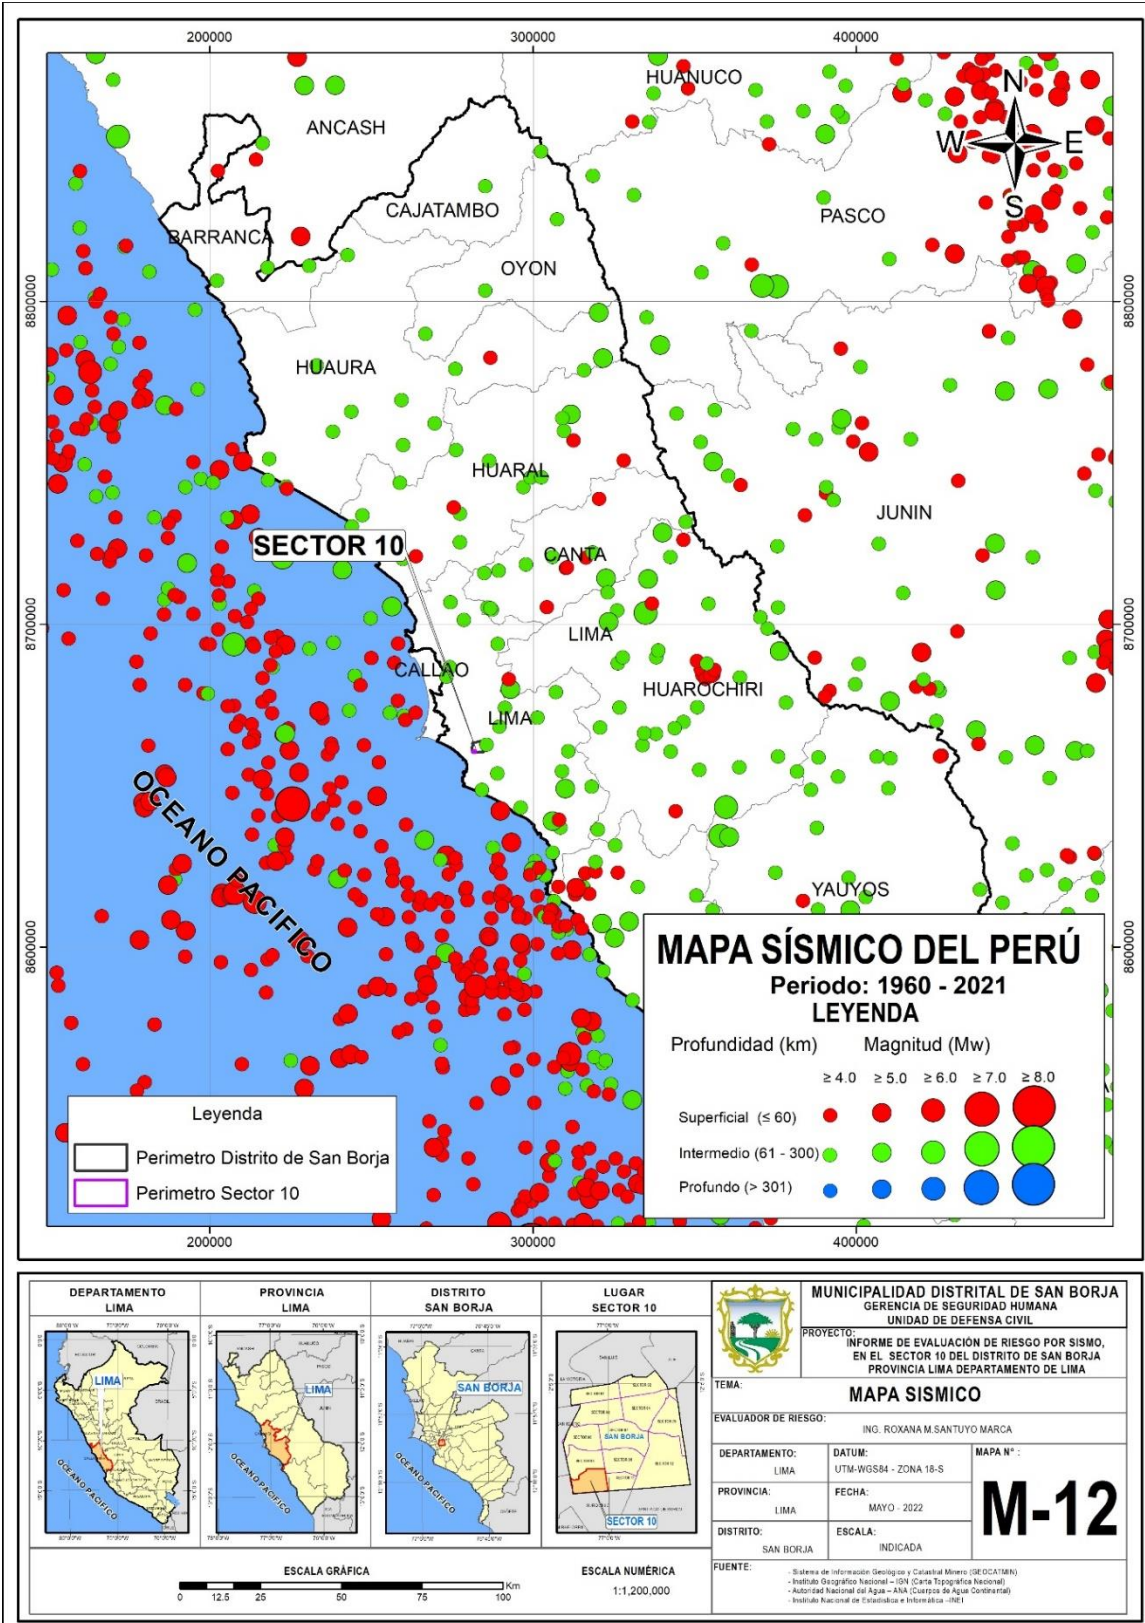 200000
300000
400000
HUANUCO
N
ANCASH
W
E
S
CAJATAMBO
PASCO
BARRANCA
OYON
8800000
8800000
HUAURA
HUARAL
JUNIN
SECTOR 10
CANTA
8700000
8700000
LIMA
CALLAO
HUAROCHIRI
LIMA
OCEANO PACIFICO
YAUYOS
8600000
8600000
MAPA SÍSMICO DEL PERÚ
Periodo: 1960 - 2021
LEYENDA
Profundidad (km) Magnitud (Mw)
≥ 4.0 ≥ 5.0 ≥ 6.0 ≥ 7.0 ≥ 8.0
Superficial (≤ 60)
Intermedio (61 - 300)
Profundo (> 301)
Leyenda
Perimetro Distrito de San Borja
Perimetro Sector 10
200000
300000
400000
DEPARTAMENTO
LIMA
LIMA
OCEANO PACIFICO
PROVINCIA
LIMA
LIMA
OCEANO PACIFICO
DISTRITO
SAN BORJA
SAN BORJA
OCEANO PACIFICO
LUGAR
SECTOR 10
SAN BORJA
SECTOR 10
ESCALA GRÁFICA
0 12.5 25 50 75 100 Km
ESCALA NUMÉRICA
1:1,200,000
MUNICIPALIDAD DISTRITAL DE SAN BORJA
GERENCIA DE SEGURIDAD HUMANA
UNIDAD DE DEFENSA CIVIL
PROYECTO:
INFORME DE EVALUACIÓN DE RIESGO POR SISMO,
EN EL SECTOR 10 DEL DISTRITO DE SAN BORJA
PROVINCIA LIMA DEPARTAMENTO DE LIMA
TEMA:
MAPA SISMICO
EVALUADOR DE RIESGO:
ING. ROXANA M.SANTUYO MARCA
DEPARTAMENTO:
LIMA
DATUM:
UTM-WGS84 - ZONA 18-S
MAPA N° :
M-12
PROVINCIA:
LIMA
FECHA:
MAYO - 2022
DISTRITO:
SAN BORJA
ESCALA:
INDICADA
FUENTE:
- Sistema de Información Geológico y Catastral Minero (GEOCATMIN)
- Instituto Geográfico Nacional – IGN (Carta Topográfica Nacional)
- Autoridad Nacional del Agua – ANA (Cuerpos de Agua Continental)
- Instituto Nacional de Estadística e Informática –INEI